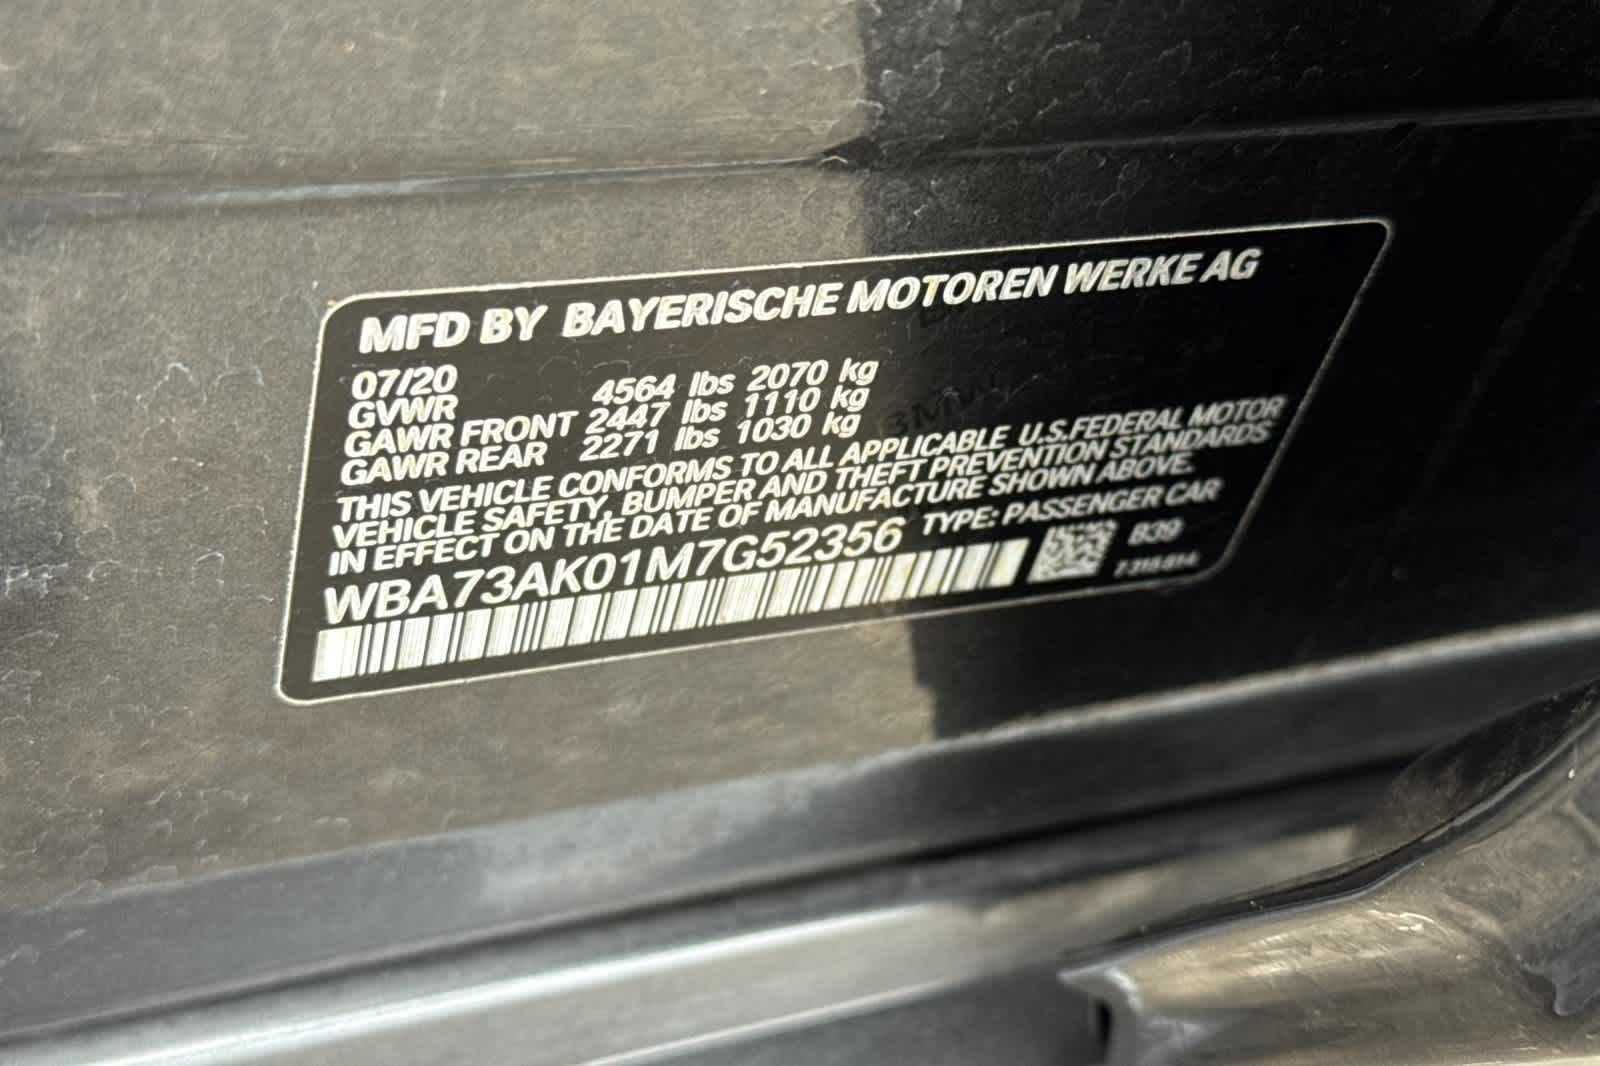 MFD BY BAYERISCHE MOTOREN WERKE AG
07/20
GVWR 4564 lbs 2070 kg
GAWR FRONT 2447 lbs 1110 kg
GAWR REAR 2271 lbs 1030 kg
THIS VEHICLE CONFORMS TO ALL APPLICABLE U.S.FEDERAL MOTOR
VEHICLE SAFETY, BUMPER AND THEFT PREVENTION STANDARDS
IN EFFECT ON THE DATE OF MANUFACTURE SHOWN ABOVE.
WBA73AK01M7G52356 TYPE: PASSENGER CAR
B39